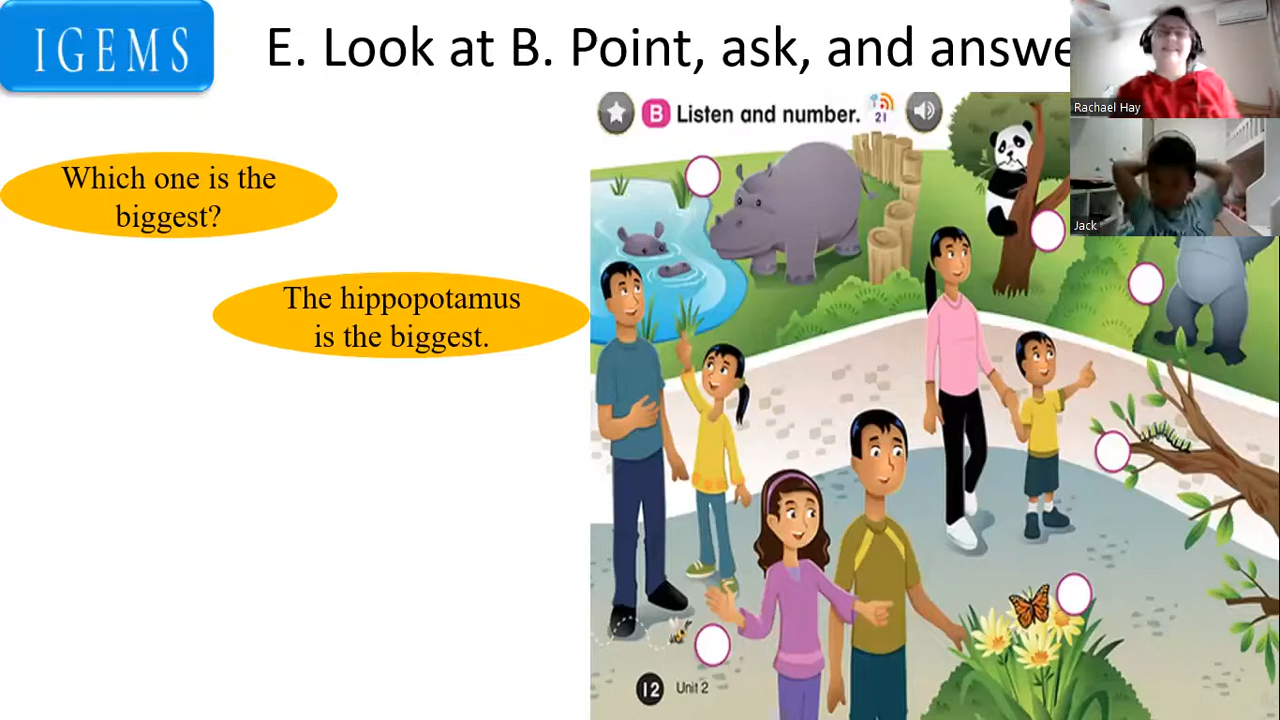 IGEMS
E. Look at B. Point, ask, and answe
Rachael Hay
B Listen and number.
21
Which one is the
biggest?
Jack
The hippopotamus
is the biggest.
12 Unit 2